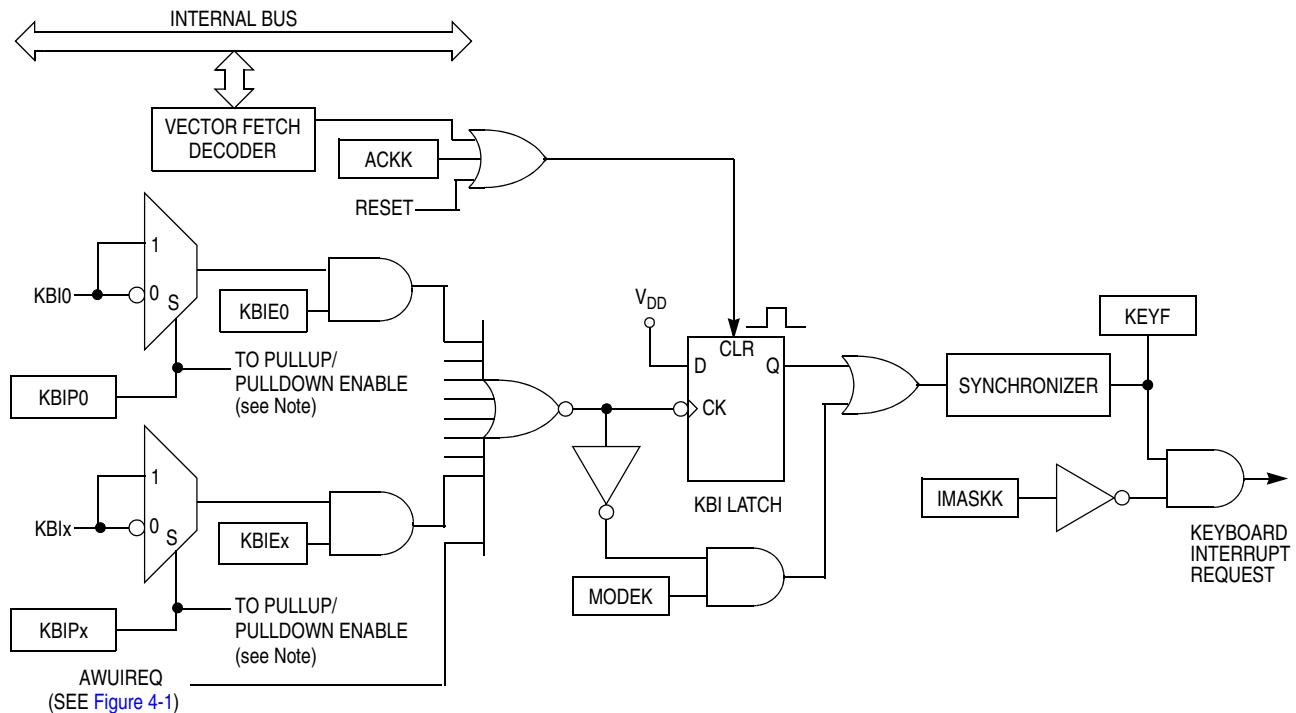 INTERNAL BUS
VECTOR FETCH
DECODER
ACKK
RESET
1
KBI0
0
S
KBIE0
TO PULLUP/
PULLDOWN ENABLE
(see Note)
KBIP0
VDD
CLR
D
Q
CK
KBI LATCH
KEYF
SYNCHRONIZER
1
KBIx
0
S
KBIEx
TO PULLUP/
PULLDOWN ENABLE
(see Note)
KBIPx
MODEK
IMASKK
KEYBOARD
INTERRUPT
REQUEST
AWUIREQ
(SEE Figure 4-1)